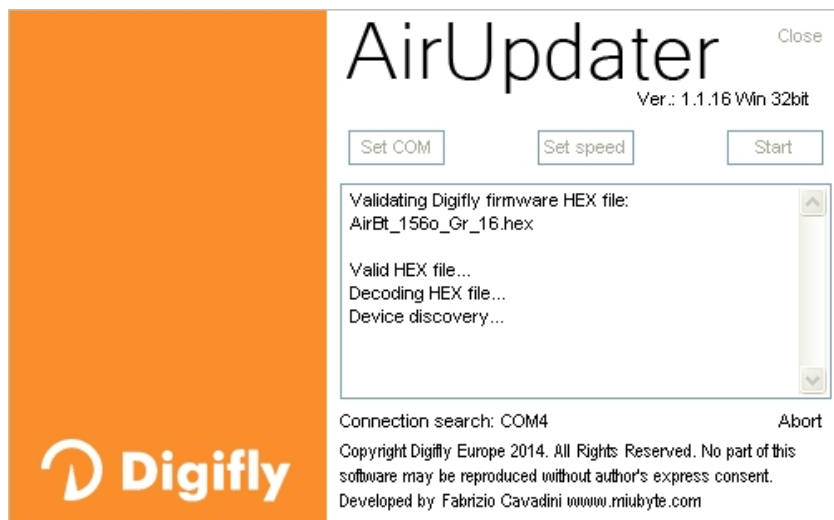 AirUpdater
Close
Ver.: 1.1.16 Win 32bit
Set COM
Set speed
Start
Validating Digifly firmware HEX file:
AirBt_156o_Gr_16.hex
Valid HEX file...
Decoding HEX file...
Device discovery...
Connection search: COM4
Abort
Copyright Digifly Europe 2014. All Rights Reserved. No part of this
software may be reproduced without author's express consent.
Developed by Fabrizio Cavadini wwww.miubyte.com
Digifly